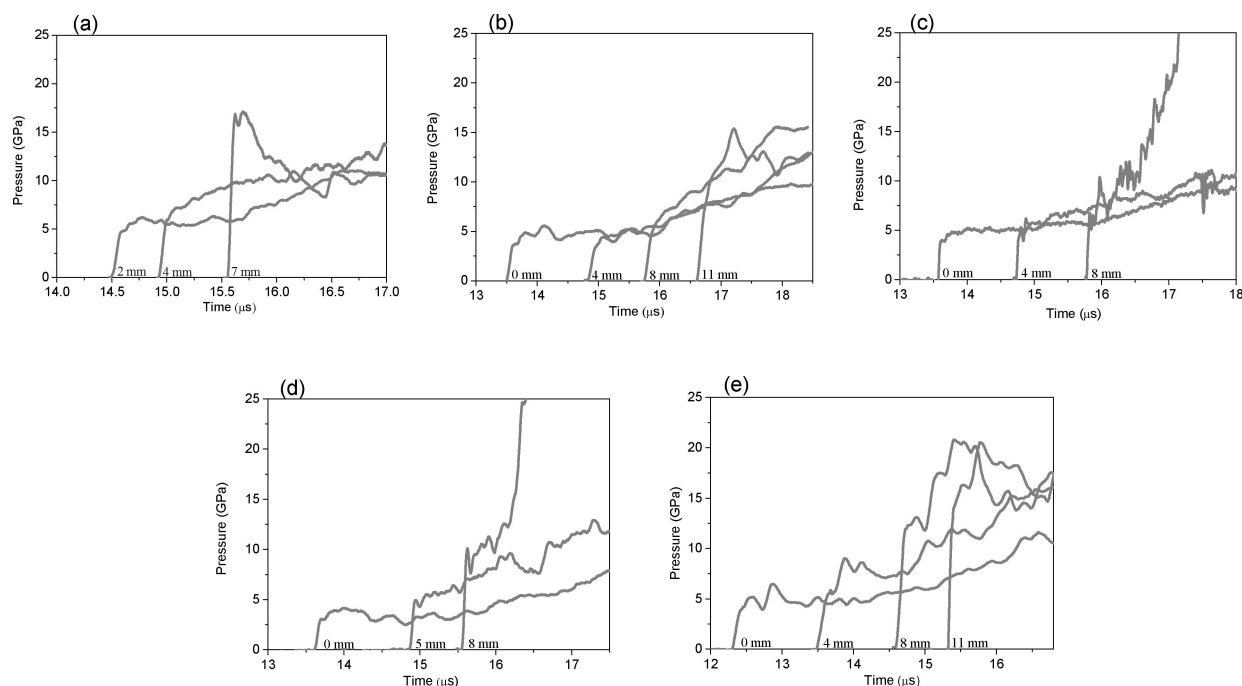 (a)
25
20
15
10
5
0
Pressure (GPa)
2 mm
4 mm
7 mm
14.0 14.5 15.0 15.5 16.0 16.5 17.0
Time (μs)
(b)
25
20
15
10
5
0
Pressure (GPa)
0 mm
4 mm
8 mm
11 mm
13 14 15 16 17 18
Time (μs)
(c)
25
20
15
10
5
0
Pressure (GPa)
0 mm
4 mm
8 mm
13 14 15 16 17 18
Time (μs)
(d)
25
20
15
10
5
0
Pressure (GPa)
0 mm
5 mm
8 mm
13 14 15 16 17
Time (μs)
(e)
25
20
15
10
5
0
Pressure (GPa)
0 mm
4 mm
8 mm
11 mm
12 13 14 15 16
Time (μs)